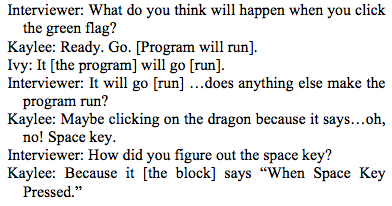 Interviewer: What do you think will happen when you click
the green flag?
Kaylee: Ready. Go. [Program will run].
Ivy: It [the program] will go [run].
Interviewer: It will go [run] …does anything else make the
program run?
Kaylee: Maybe clicking on the dragon because it says…oh,
no! Space key.
Interviewer: How did you figure out the space key?
Kaylee: Because it [the block] says “When Space Key
Pressed.”